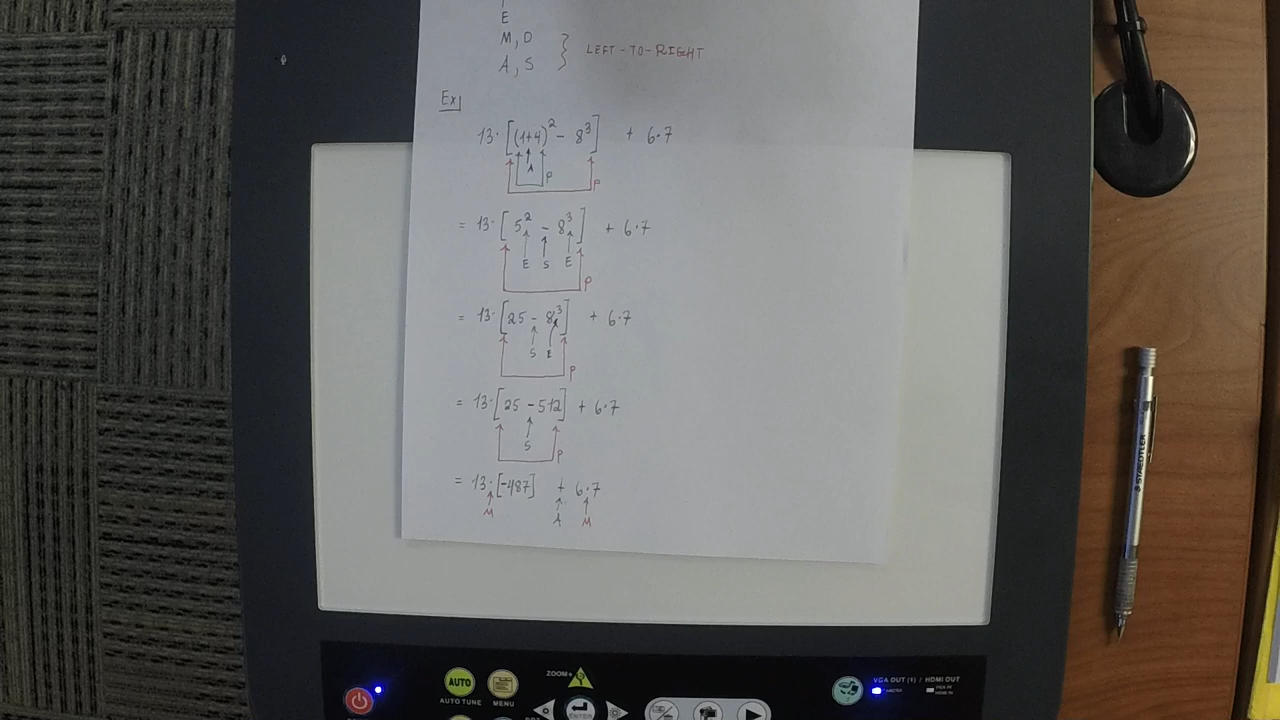 E
M, D
A, S } LEFT-TO-RIGHT
Ex|
13·[(1+4)² - 8³] + 6·7
A P P
= 13·[5² - 8³] + 6·7
E S E
P
= 13·[25 - 8³] + 6·7
S E
P
= 13·[25 - 512] + 6·7
S P
= 13·[-487] + 6·7
M A M
STAEDTLER
ZOOM
AUTO
AUTO TUNE
MENU
ENTER
VGA OUT (1) / HDMI OUT